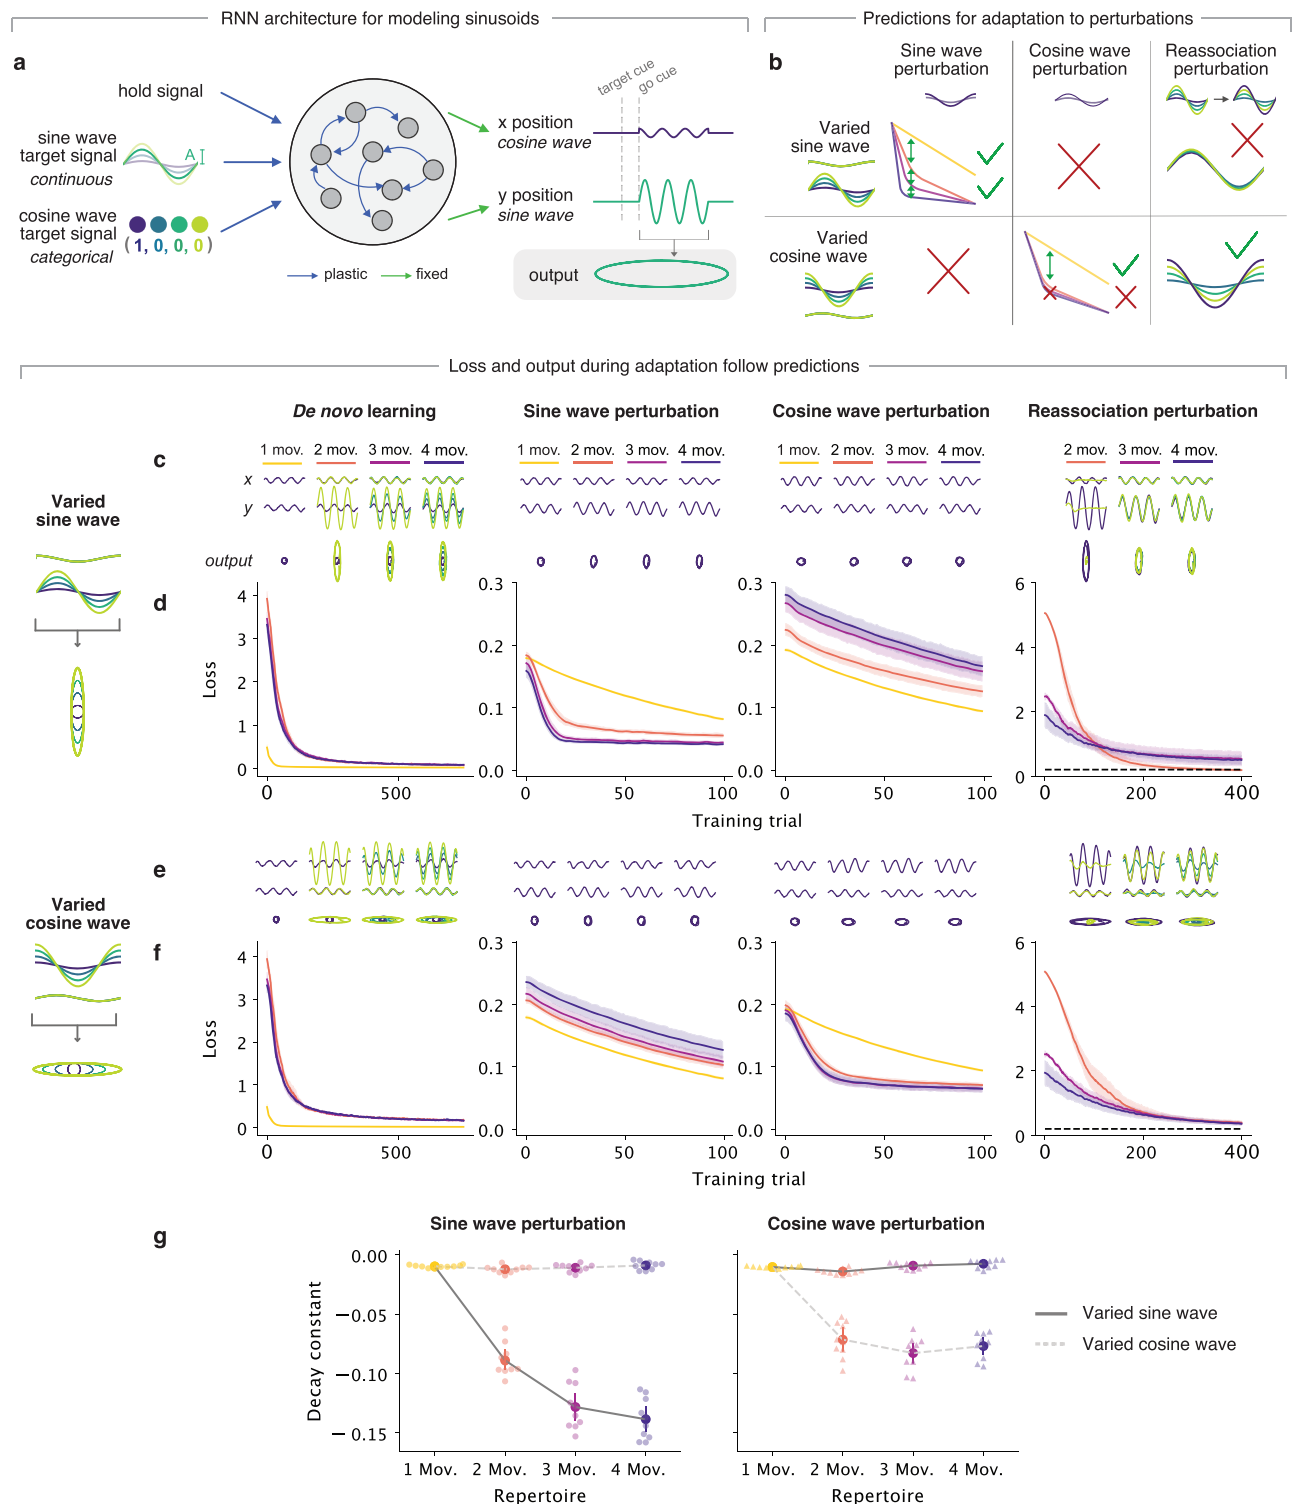 RNN architecture for modeling sinusoids
Predictions for adaptation to perturbations
a
hold signal
sine wave
target signal
continuous
A
cosine wave
target signal
categorical
(1, 0, 0, 0)
plastic
fixed
target cue
go cue
x position
cosine wave
y position
sine wave
output
b
Sine wave
perturbation
Cosine wave
perturbation
Reassociation
perturbation
Varied
sine wave
Varied
cosine wave
Loss and output during adaptation follow predictions
De novo learning
Sine wave perturbation
Cosine wave perturbation
Reassociation perturbation
c
1 mov. 2 mov. 3 mov. 4 mov.
1 mov. 2 mov. 3 mov. 4 mov.
1 mov. 2 mov. 3 mov. 4 mov.
2 mov. 3 mov. 4 mov.
x
y
output
Varied
sine wave
d
Loss
4
3
2
1
0
0 500
0.3
0.2
0.1
0.0
0 50 100
0.3
0.2
0.1
0.0
0 50 100
6
4
2
0
0 200 400
Training trial
e
Varied
cosine wave
f
Loss
4
3
2
1
0
0 500
0.3
0.2
0.1
0.0
0 50 100
0.3
0.2
0.1
0.0
0 50 100
6
4
2
0
0 200 400
Training trial
g
Sine wave perturbation
Cosine wave perturbation
Decay constant
0.00
−0.05
−0.10
−0.15
1 Mov. 2 Mov. 3 Mov. 4 Mov.
Repertoire
1 Mov. 2 Mov. 3 Mov. 4 Mov.
Repertoire
Varied sine wave
Varied cosine wave